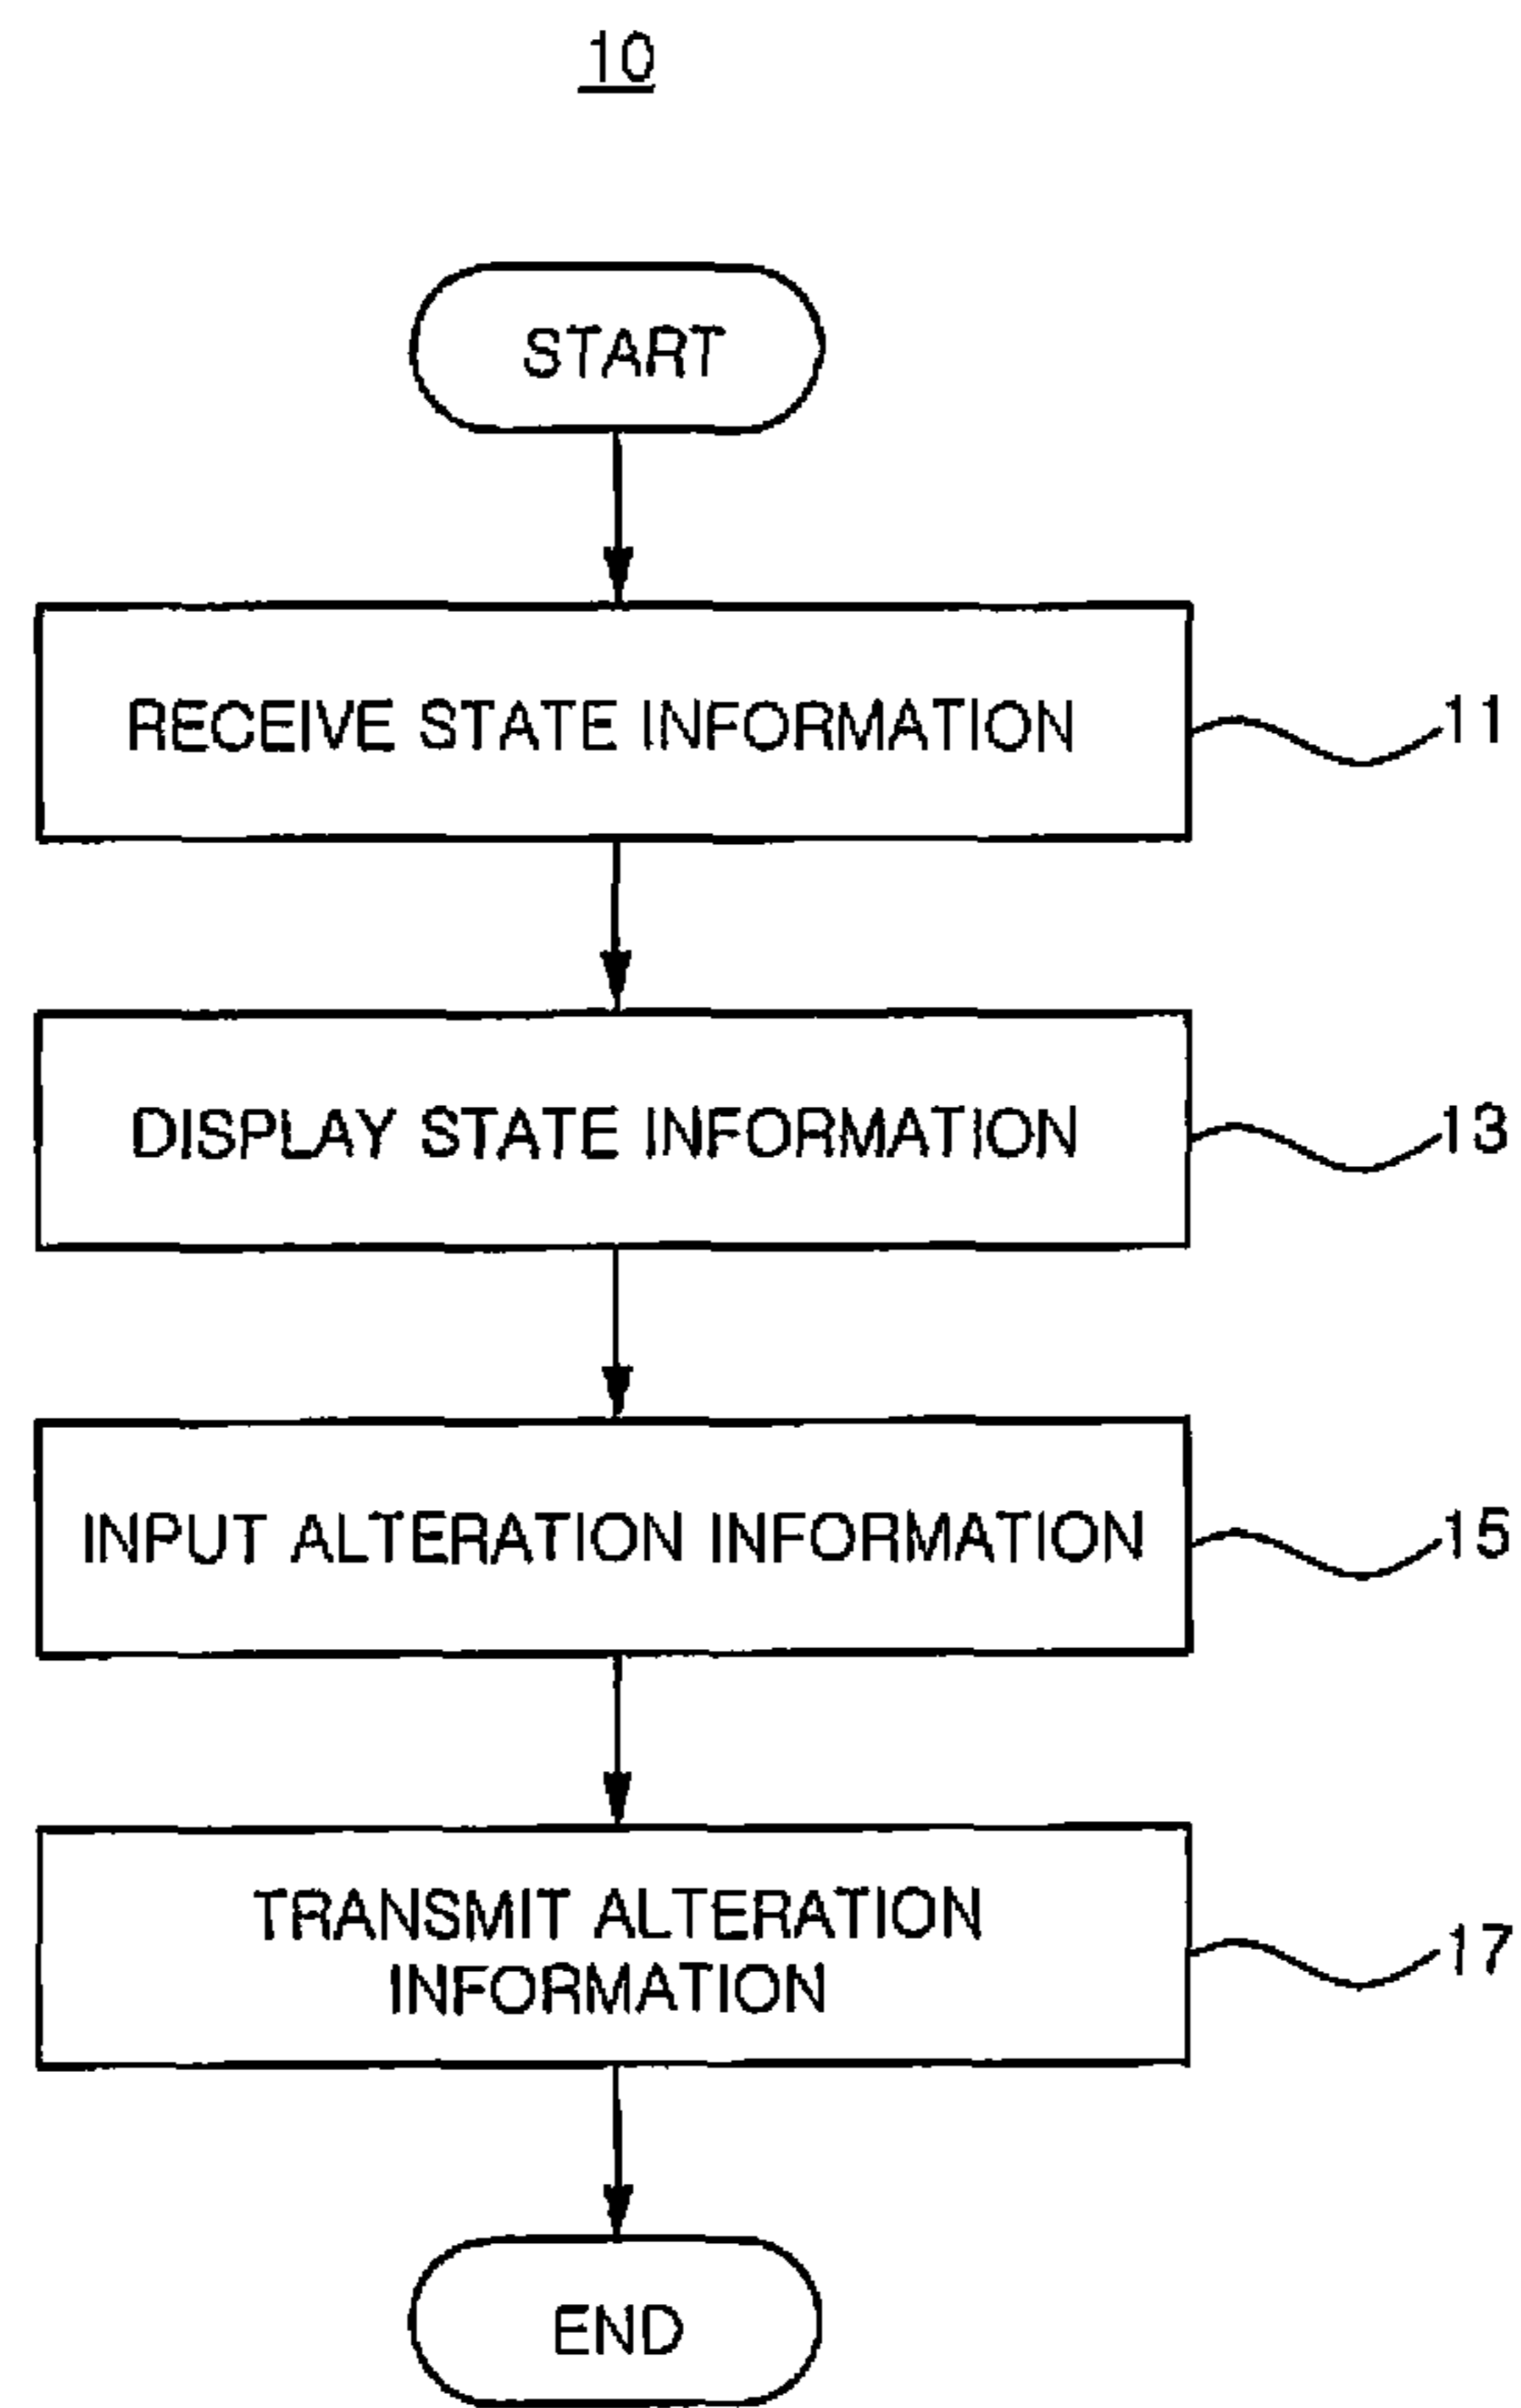 10
START
RECEIVE STATE INFORMATION
11
DISPLAY STATE INFORMATION
13
INPUT ALTERATION INFORMATION
15
TRANSMIT ALTERATION
INFORMATION
17
END